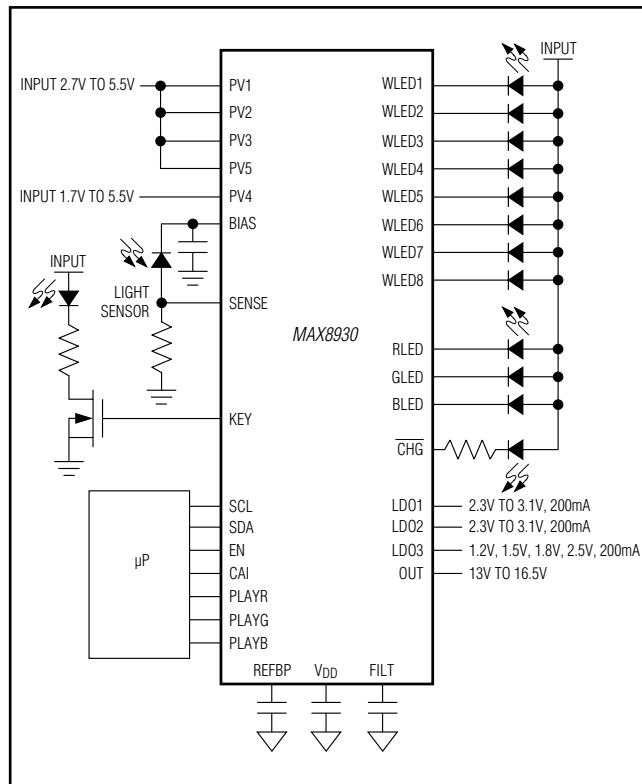 INPUT
INPUT 2.7V TO 5.5V
PV1
WLED1
PV2
WLED2
PV3
WLED3
PV5
WLED4
INPUT 1.7V TO 5.5V
PV4
WLED5
BIAS
WLED6
WLED7
INPUT
WLED8
LIGHT
SENSOR
SENSE
MAX8930
RLED
GLED
KEY
BLED
CHG
SCL
LDO1
2.3V TO 3.1V, 200mA
SDA
LDO2
2.3V TO 3.1V, 200mA
µP
EN
LDO3
1.2V, 1.5V, 1.8V, 2.5V, 200mA
CAI
OUT
13V TO 16.5V
PLAYR
PLAYG
PLAYB
REFBP
VDD
FILT